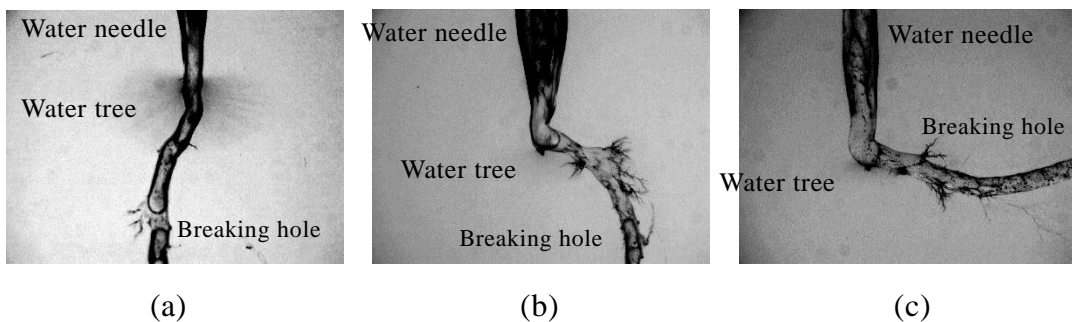 Water needle
Water tree
Breaking hole
(a)
Water needle
Water tree
Breaking hole
(b)
Water needle
Breaking hole
Water tree
(c)